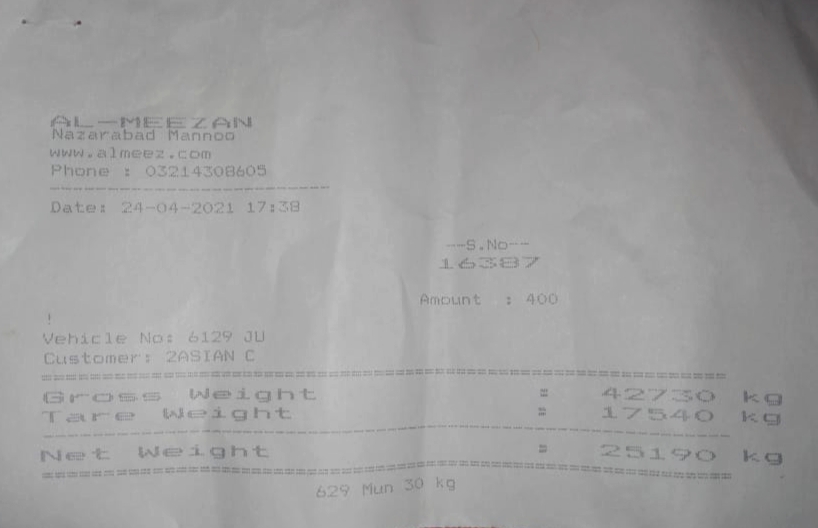 AL-MEEZAN
Nazarabad Mannoo
www.almeez.com
Phone : 03214308605
--------------------------------
Date: 24-04-2021 17:38
--S.No--
16387
Amount : 400
!
Vehicle No: 6129 JU
Customer: 2ASIAN C
================================
Gross Weight = 42730 kg
Tare Weight = 17540 kg
--------------------------------
Net Weight = 25190 kg
================================
629 Mun 30 kg